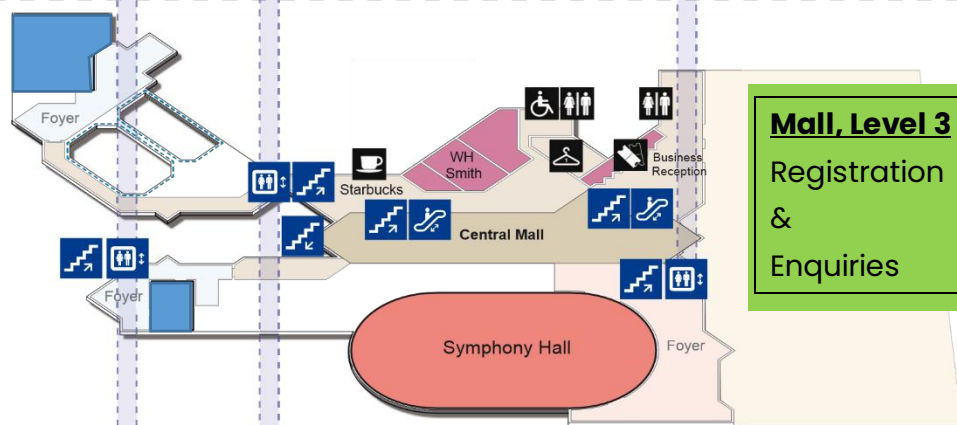 Foyer
WH
Smith
Starbucks
Business
Reception
Central Mall
Foyer
Symphony Hall
Foyer
Mall, Level 3
Registration
&
Enquiries